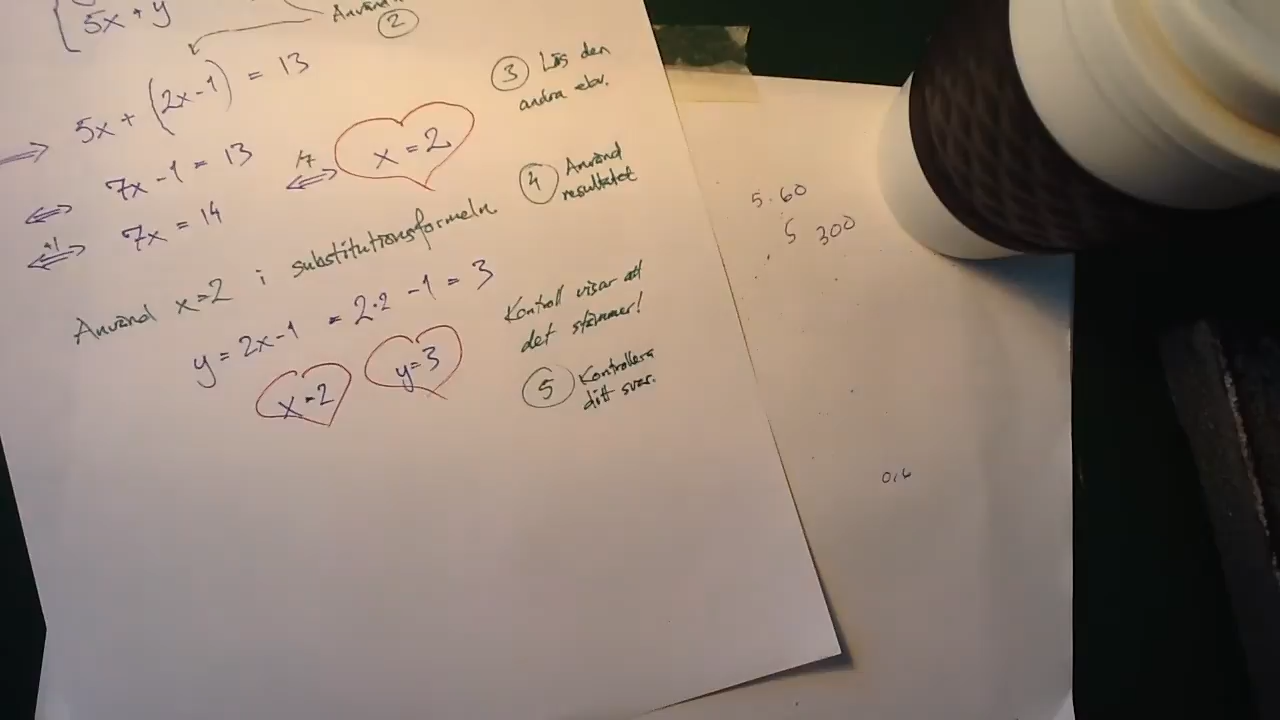 5x + y
Använd
2
5x + (2x-1) = 13
3 Lös den
andra ekv.
7x - 1 = 13
/7
x = 2
4 Använd
resultatet
+1
7x = 14
Använd x=2 i substitutionsformeln
y = 2x-1 = 2·2 - 1 = 3
Kontroll visar att
det stämmer!
x=2
y=3
5 Kontrollera
ditt svar.
5.60
5 300